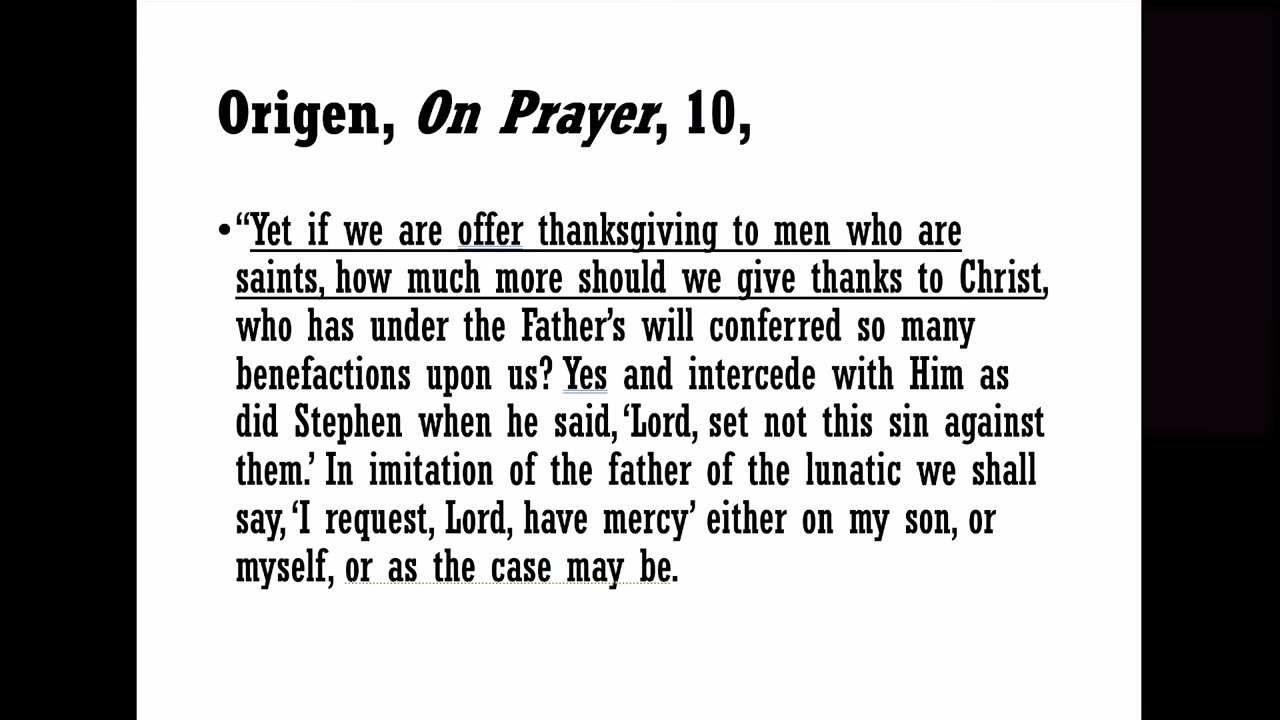 Origen, On Prayer, 10,
•“Yet if we are offer thanksgiving to men who are
saints, how much more should we give thanks to Christ,
who has under the Father’s will conferred so many
benefactions upon us? Yes and intercede with Him as
did Stephen when he said, ‘Lord, set not this sin against
them.’ In imitation of the father of the lunatic we shall
say, ‘I request, Lord, have mercy’ either on my son, or
myself, or as the case may be.